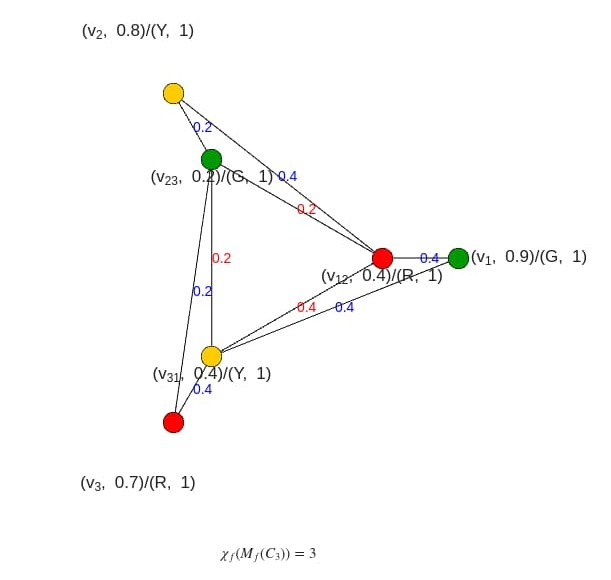 (v₂, 0.8)/(Y, 1)
0.2
(v₂₃, 0.2)/(G, 1) 0.4
0.2
0.2
0.4 (v₁, 0.9)/(G, 1)
(v₁₂, 0.4)/(R, 1)
0.2
0.4 0.4
(v₃₁, 0.4)/(Y, 1)
0.4
(v₃, 0.7)/(R, 1)
χ_f(M_f(C₃)) = 3